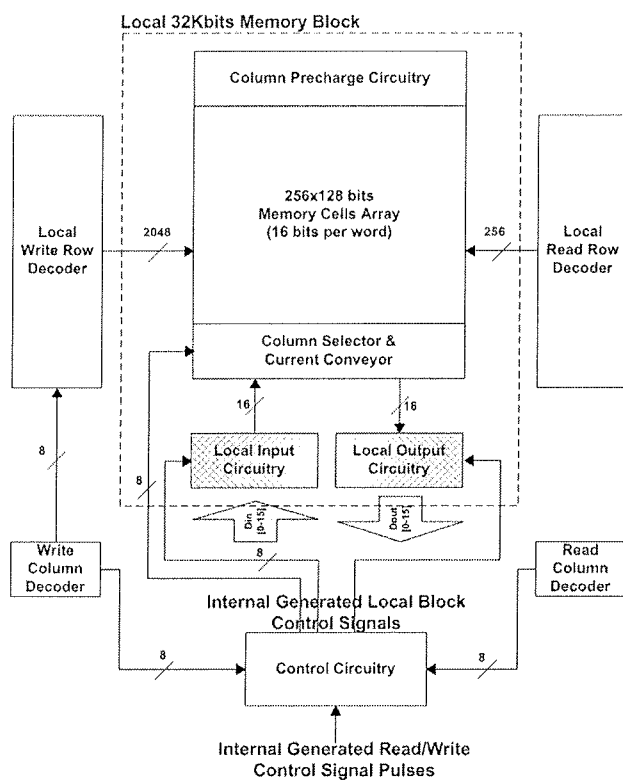 Local 32Kbits Memory Block
Column Precharge Circuitry
256x128 bits
Memory Cells Array
(16 bits per word)
Local
Write Row
Decoder
2048
256
Local
Read Row
Decoder
Column Selector &
Current Conveyor
16
16
8
8
Local Input
Circuitry
Local Output
Circuitry
Din
[0-15]
Dout
[0-15]
8
Write
Column
Decoder
Read
Column
Decoder
Internal Generated Local Block
Control Signals
8
8
Control Circuitry
Internal Generated Read/Write
Control Signal Pulses